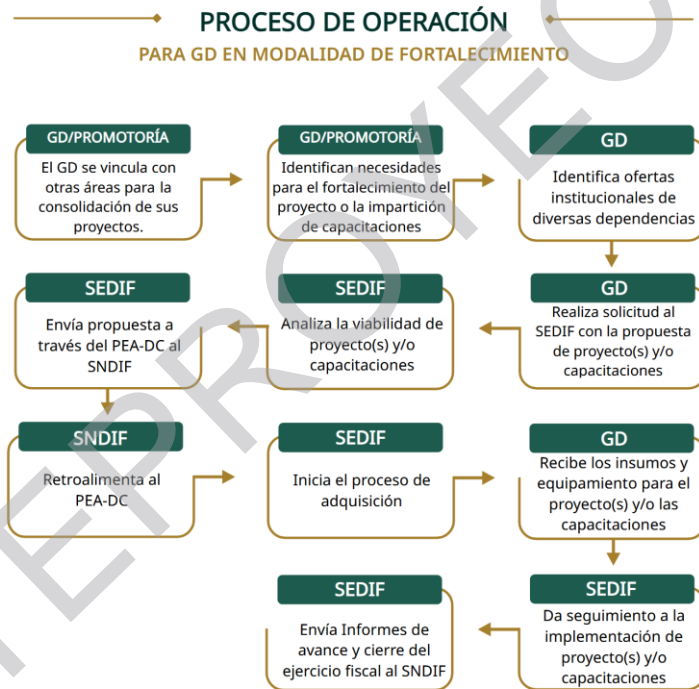 PROCESO DE OPERACIÓN
PARA GD EN MODALIDAD DE FORTALECIMIENTO
GD/PROMOTORÍA
El GD se vincula con
otras áreas para la
consolidación de sus
proyectos.
GD/PROMOTORÍA
Identifican necesidades
para el fortalecimiento del
proyecto o la impartición
de capacitaciones
GD
Identifica ofertas
institucionales de
diversas dependencias
GD
Realiza solicitud al
SEDIF con la propuesta
de proyecto(s) y/o
capacitaciones
SEDIF
Analiza la viabilidad de
proyecto(s) y/o
capacitaciones
SEDIF
Envía propuesta a
través del PEA-DC al
SNDIF
SNDIF
Retroalimenta al
PEA-DC
SEDIF
Inicia el proceso de
adquisición
GD
Recibe los insumos y
equipamiento para el
proyecto(s) y/o las
capacitaciones
SEDIF
Da seguimiento a la
implementación de
proyecto(s) y/o
capacitaciones
SEDIF
Envía Informes de
avance y cierre del
ejercicio fiscal al SNDIF
TEPROYEC